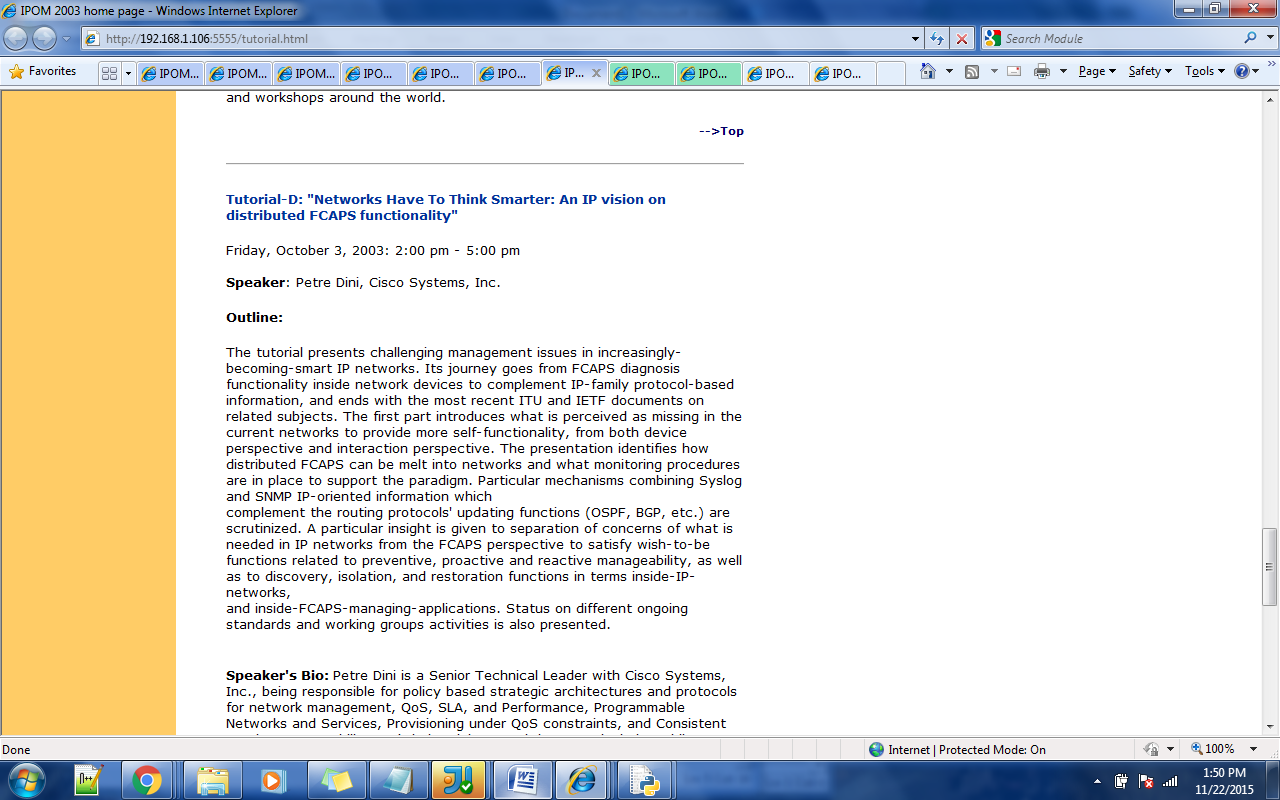 IPOM 2003 home page - Windows Internet Explorer
http://192.168.1.106:5555/tutorial.html
Search Module
Favorites
IPOM...
IPOM...
IPOM...
IPO...
IPO...
IPO...
IP...
IPO...
IPO...
IPO...
IPO...
Page
Safety
Tools
and workshops around the world.
-->Top
Tutorial-D: "Networks Have To Think Smarter: An IP vision on
distributed FCAPS functionality"
Friday, October 3, 2003: 2:00 pm - 5:00 pm
Speaker: Petre Dini, Cisco Systems, Inc.
Outline:
The tutorial presents challenging management issues in increasingly-
becoming-smart IP networks. Its journey goes from FCAPS diagnosis
functionality inside network devices to complement IP-family protocol-based
information, and ends with the most recent ITU and IETF documents on
related subjects. The first part introduces what is perceived as missing in the
current networks to provide more self-functionality, from both device
perspective and interaction perspective. The presentation identifies how
distributed FCAPS can be melt into networks and what monitoring procedures
are in place to support the paradigm. Particular mechanisms combining Syslog
and SNMP IP-oriented information which
complement the routing protocols' updating functions (OSPF, BGP, etc.) are
scrutinized. A particular insight is given to separation of concerns of what is
needed in IP networks from the FCAPS perspective to satisfy wish-to-be
functions related to preventive, proactive and reactive manageability, as well
as to discovery, isolation, and restoration functions in terms inside-IP-
networks,
and inside-FCAPS-managing-applications. Status on different ongoing
standards and working groups activities is also presented.
Speaker's Bio: Petre Dini is a Senior Technical Leader with Cisco Systems,
Inc., being responsible for policy based strategic architectures and protocols
for network management, QoS, SLA, and Performance, Programmable
Networks and Services, Provisioning under QoS constraints, and Consistent
Done
Internet | Protected Mode: On
100%
1:50 PM
11/22/2015